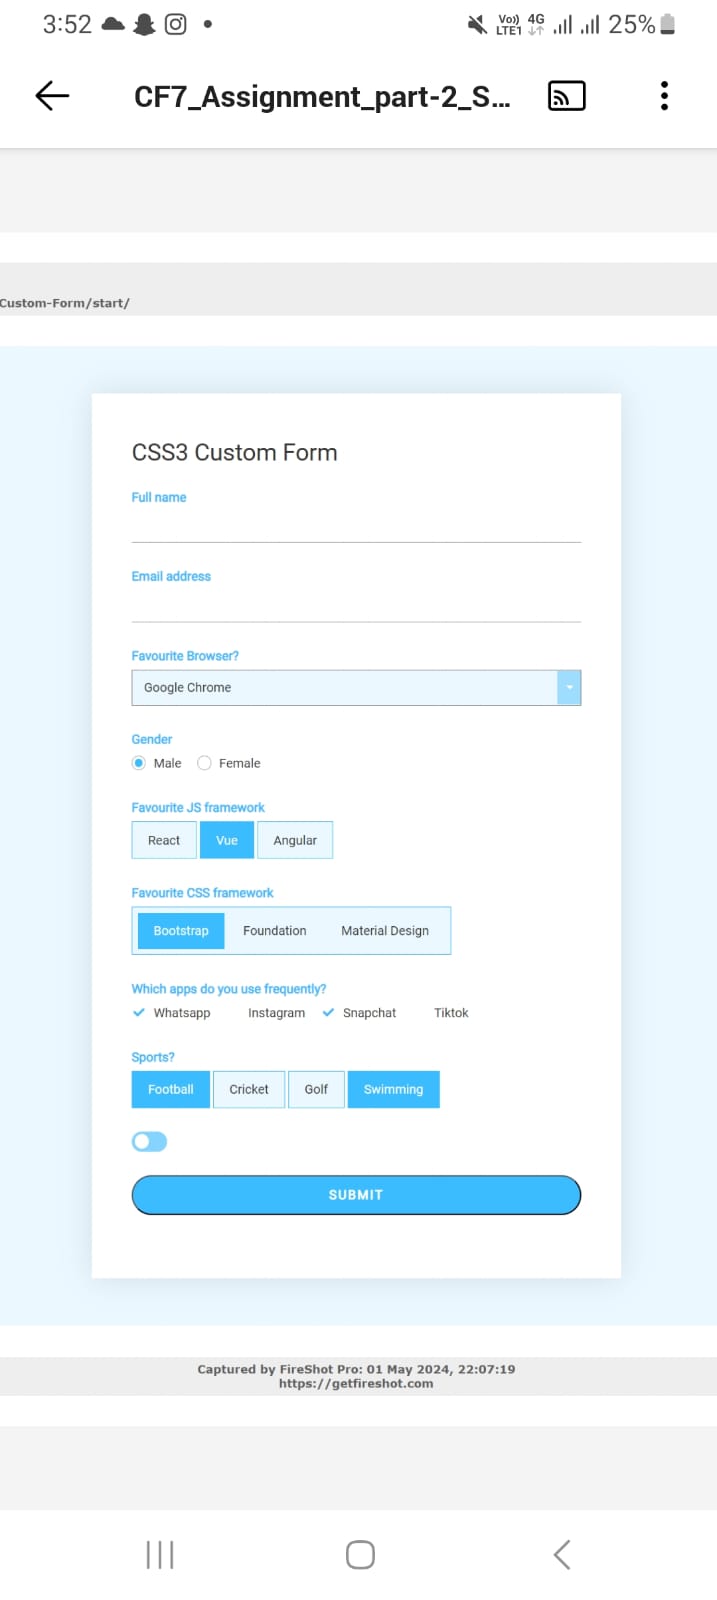 3:52
Vo)) 4G
LTE1
25%
CF7_Assignment_part-2_S...
Custom-Form/start/
CSS3 Custom Form
Full name
Email address
Favourite Browser?
Google Chrome
Gender
Male Female
Favourite JS framework
React Vue Angular
Favourite CSS framework
Bootstrap Foundation Material Design
Which apps do you use frequently?
Whatsapp Instagram Snapchat Tiktok
Sports?
Football Cricket Golf Swimming
SUBMIT
Captured by FireShot Pro: 01 May 2024, 22:07:19
https://getfireshot.com